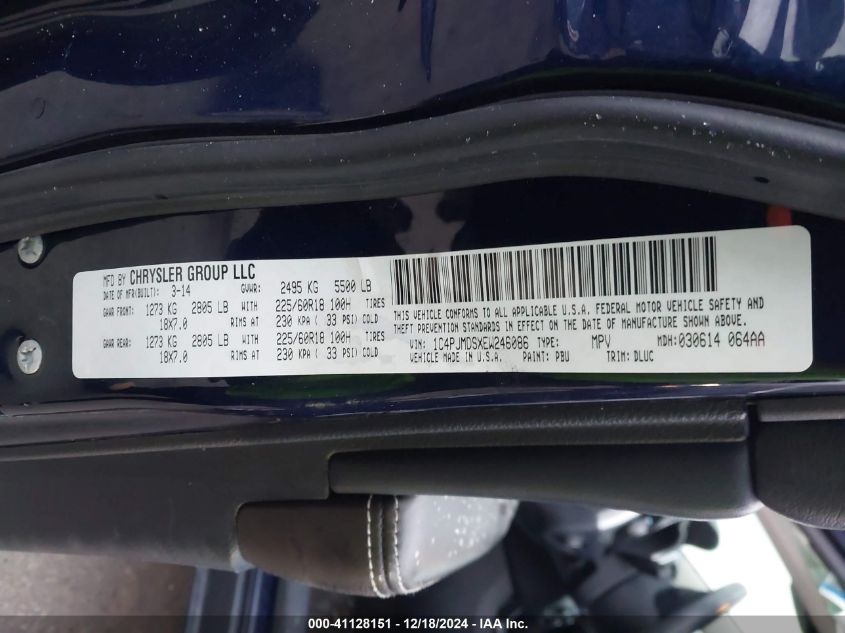 MFD BY CHRYSLER GROUP LLC
DATE OF MFR(BUILT): 3-14 GVWR: 2495 KG 5500 LB
GAWR FRONT: 1273 KG 2805 LB WITH 225/60R18 100H TIRES
18X7.0 RIMS AT 230 KPA ( 33 PSI) COLD
GAWR REAR: 1273 KG 2805 LB WITH 225/60R18 100H TIRES
18X7.0 RIMS AT 230 KPA ( 33 PSI) COLD
THIS VEHICLE CONFORMS TO ALL APPLICABLE U.S.A. FEDERAL MOTOR VEHICLE SAFETY AND
THEFT PREVENTION STANDARDS IN EFFECT ON THE DATE OF MANUFACTURE SHOWN ABOVE.
VIN: 1C4PJMDSXEW246086 TYPE: MPV MDH:030614 064AA
VEHICLE MADE IN U.S.A. PAINT: PBU TRIM: DLUC
000-41128151 - 12/18/2024 - IAA Inc.